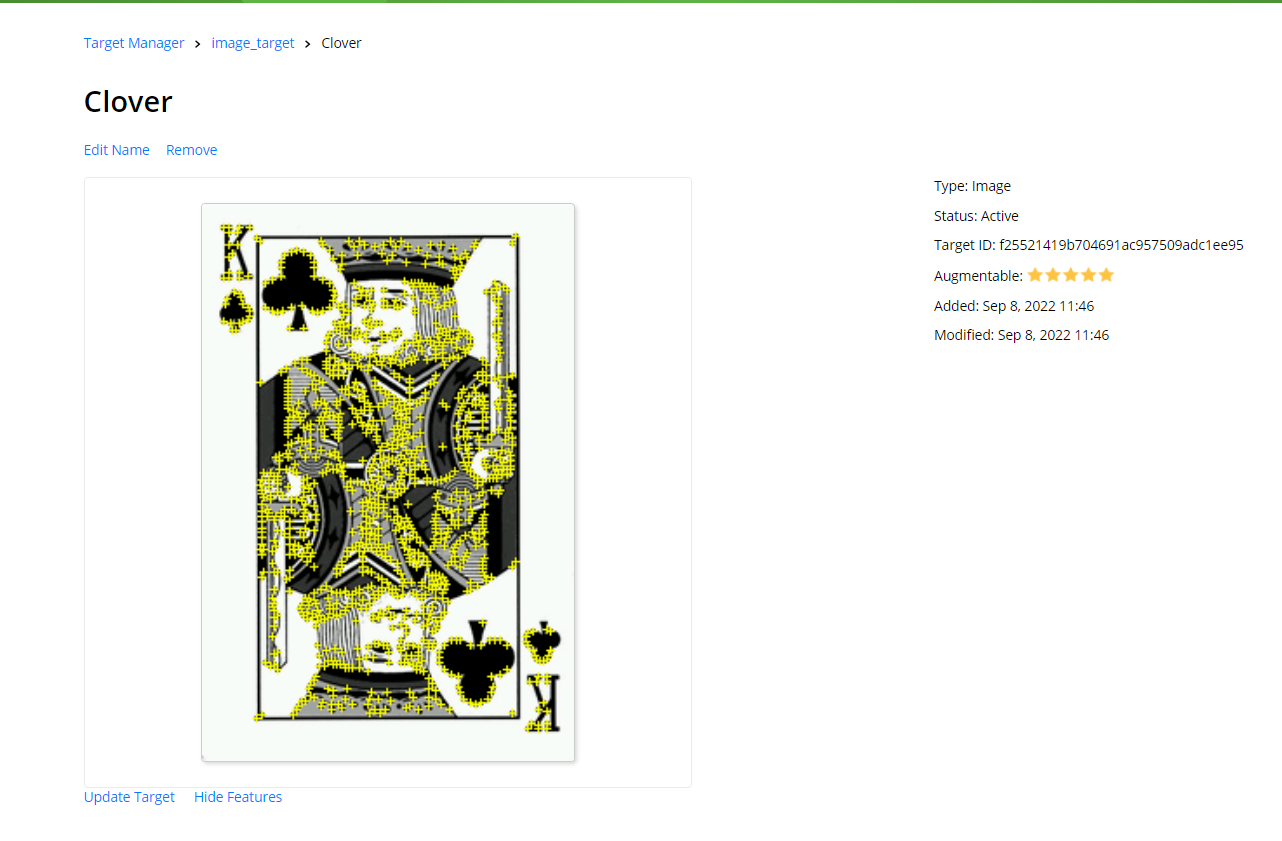 Target Manager > image_target > Clover
Clover
Edit Name Remove
K
Type: Image
Status: Active
Target ID: f25521419b704691ac957509adc1ee95
Augmentable:
Added: Sep 8, 2022 11:46
Modified: Sep 8, 2022 11:46
K
Update Target Hide Features